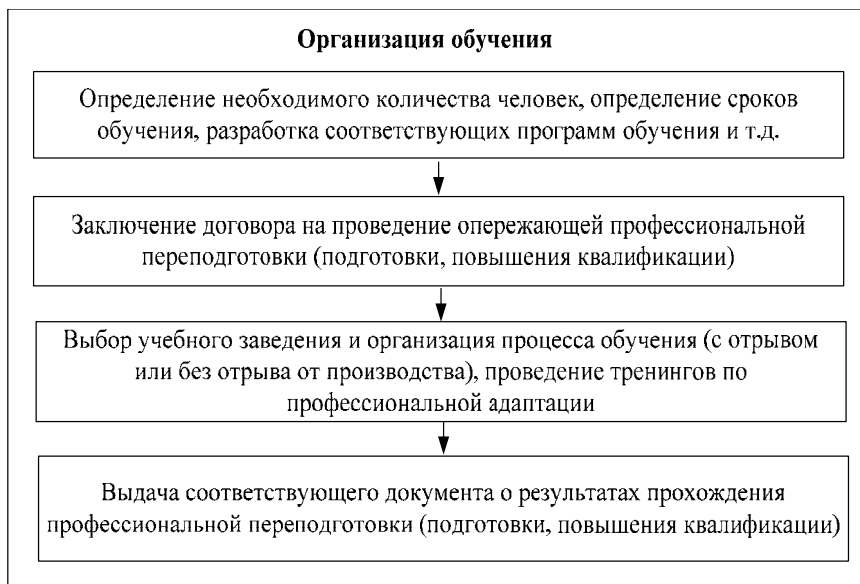 Организация обучения
Определение необходимого количества человек, определение сроков
обучения, разработка соответствующих программ обучения и т.д.
Заключение договора на проведение опережающей профессиональной
переподготовки (подготовки, повышения квалификации)
Выбор учебного заведения и организация процесса обучения (с отрывом
или без отрыва от производства), проведение тренингов по
профессиональной адаптации
Выдача соответствующего документа о результатах прохождения
профессиональной переподготовки (подготовки, повышения квалификации)